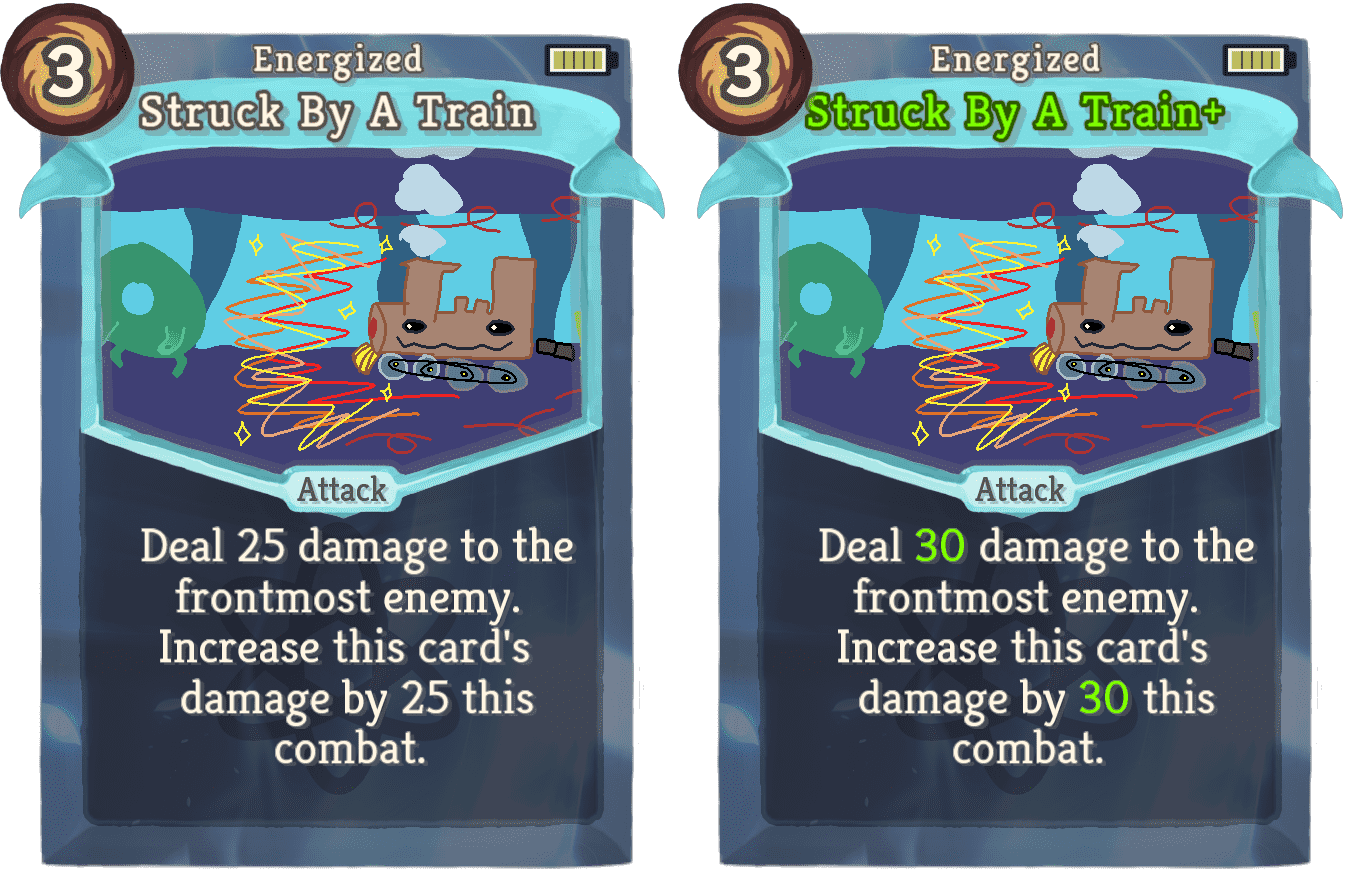 3
Energized
Struck By A Train
Attack
Deal 25 damage to the
frontmost enemy.
Increase this card's
damage by 25 this
combat.
3
Energized
Struck By A Train+
Attack
Deal 30 damage to the
frontmost enemy.
Increase this card's
damage by 30 this
combat.